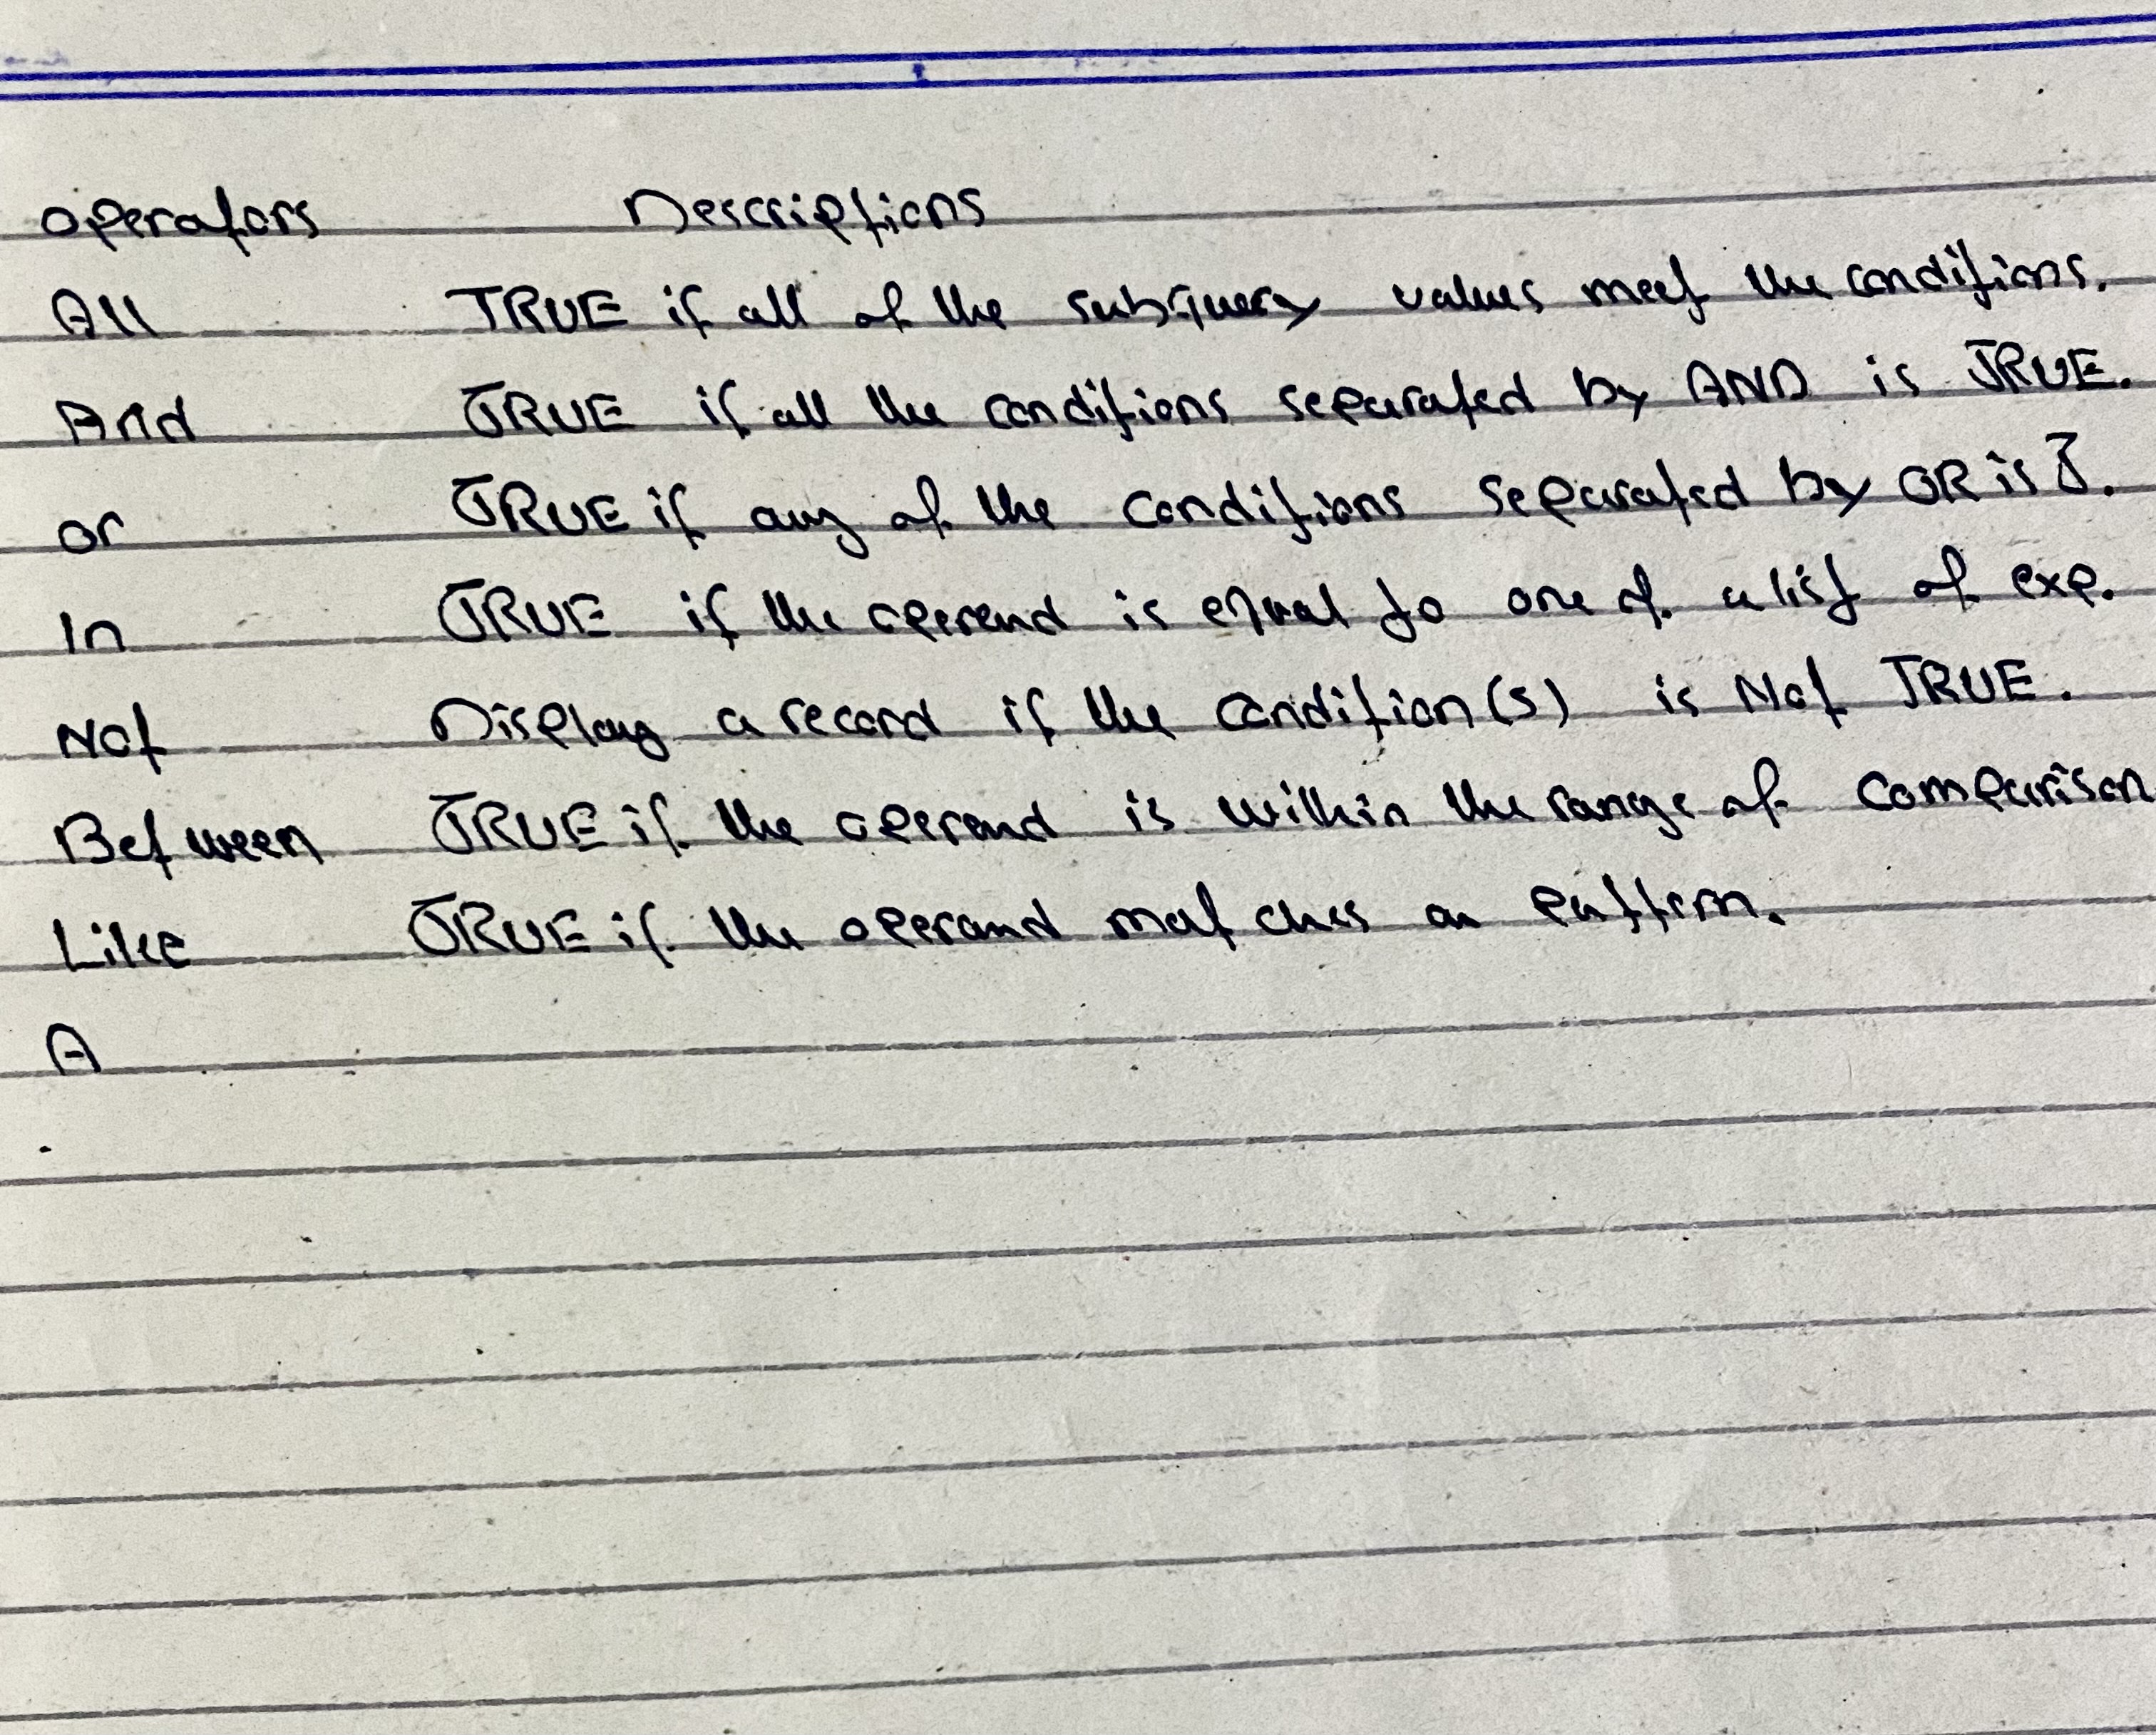 Operators Descriptions
All TRUE if all of the subquery values meet the conditions.
And TRUE if all the conditions separated by AND is TRUE.
or TRUE if any of the conditions separated by OR is T.
In TRUE if the operend is equal to one of a list of exp.
Not Display a record if the condition(s) is Not TRUE.
Between TRUE if the operand is within the range of comparison
Like TRUE if the operand matches a pattern.
A